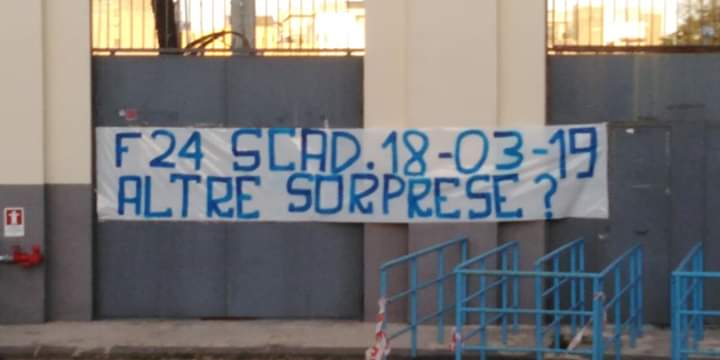 F24 SCAD. 18-03-19
ALTRE SORPRESE?